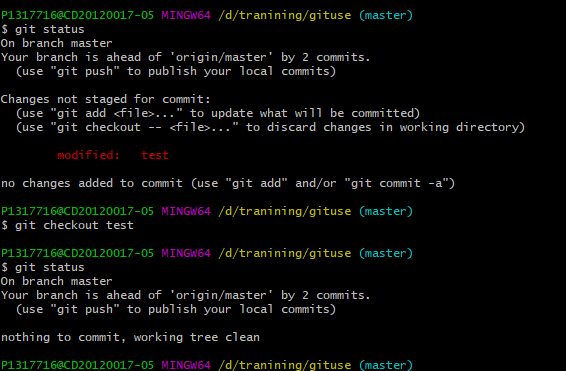 P1317716@CD20120017-05 MINGW64 /d/tranining/gituse (master)
$ git status
On branch master
Your branch is ahead of 'origin/master' by 2 commits.
  (use "git push" to publish your local commits)
Changes not staged for commit:
  (use "git add <file>..." to update what will be committed)
  (use "git checkout -- <file>..." to discard changes in working directory)
        modified:   test
no changes added to commit (use "git add" and/or "git commit -a")
P1317716@CD20120017-05 MINGW64 /d/tranining/gituse (master)
$ git checkout test
P1317716@CD20120017-05 MINGW64 /d/tranining/gituse (master)
$ git status
On branch master
Your branch is ahead of 'origin/master' by 2 commits.
  (use "git push" to publish your local commits)
nothing to commit, working tree clean
P1317716@CD20120017-05 MINGW64 /d/tranining/gituse (master)